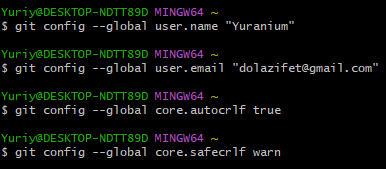 Yuriy@DESKTOP-NDTT89D MINGW64 ~
$ git config --global user.name "Yuranium"
Yuriy@DESKTOP-NDTT89D MINGW64 ~
$ git config --global user.email "dolazifet@gmail.com"
Yuriy@DESKTOP-NDTT89D MINGW64 ~
$ git config --global core.autocrlf true
Yuriy@DESKTOP-NDTT89D MINGW64 ~
$ git config --global core.safecrlf warn